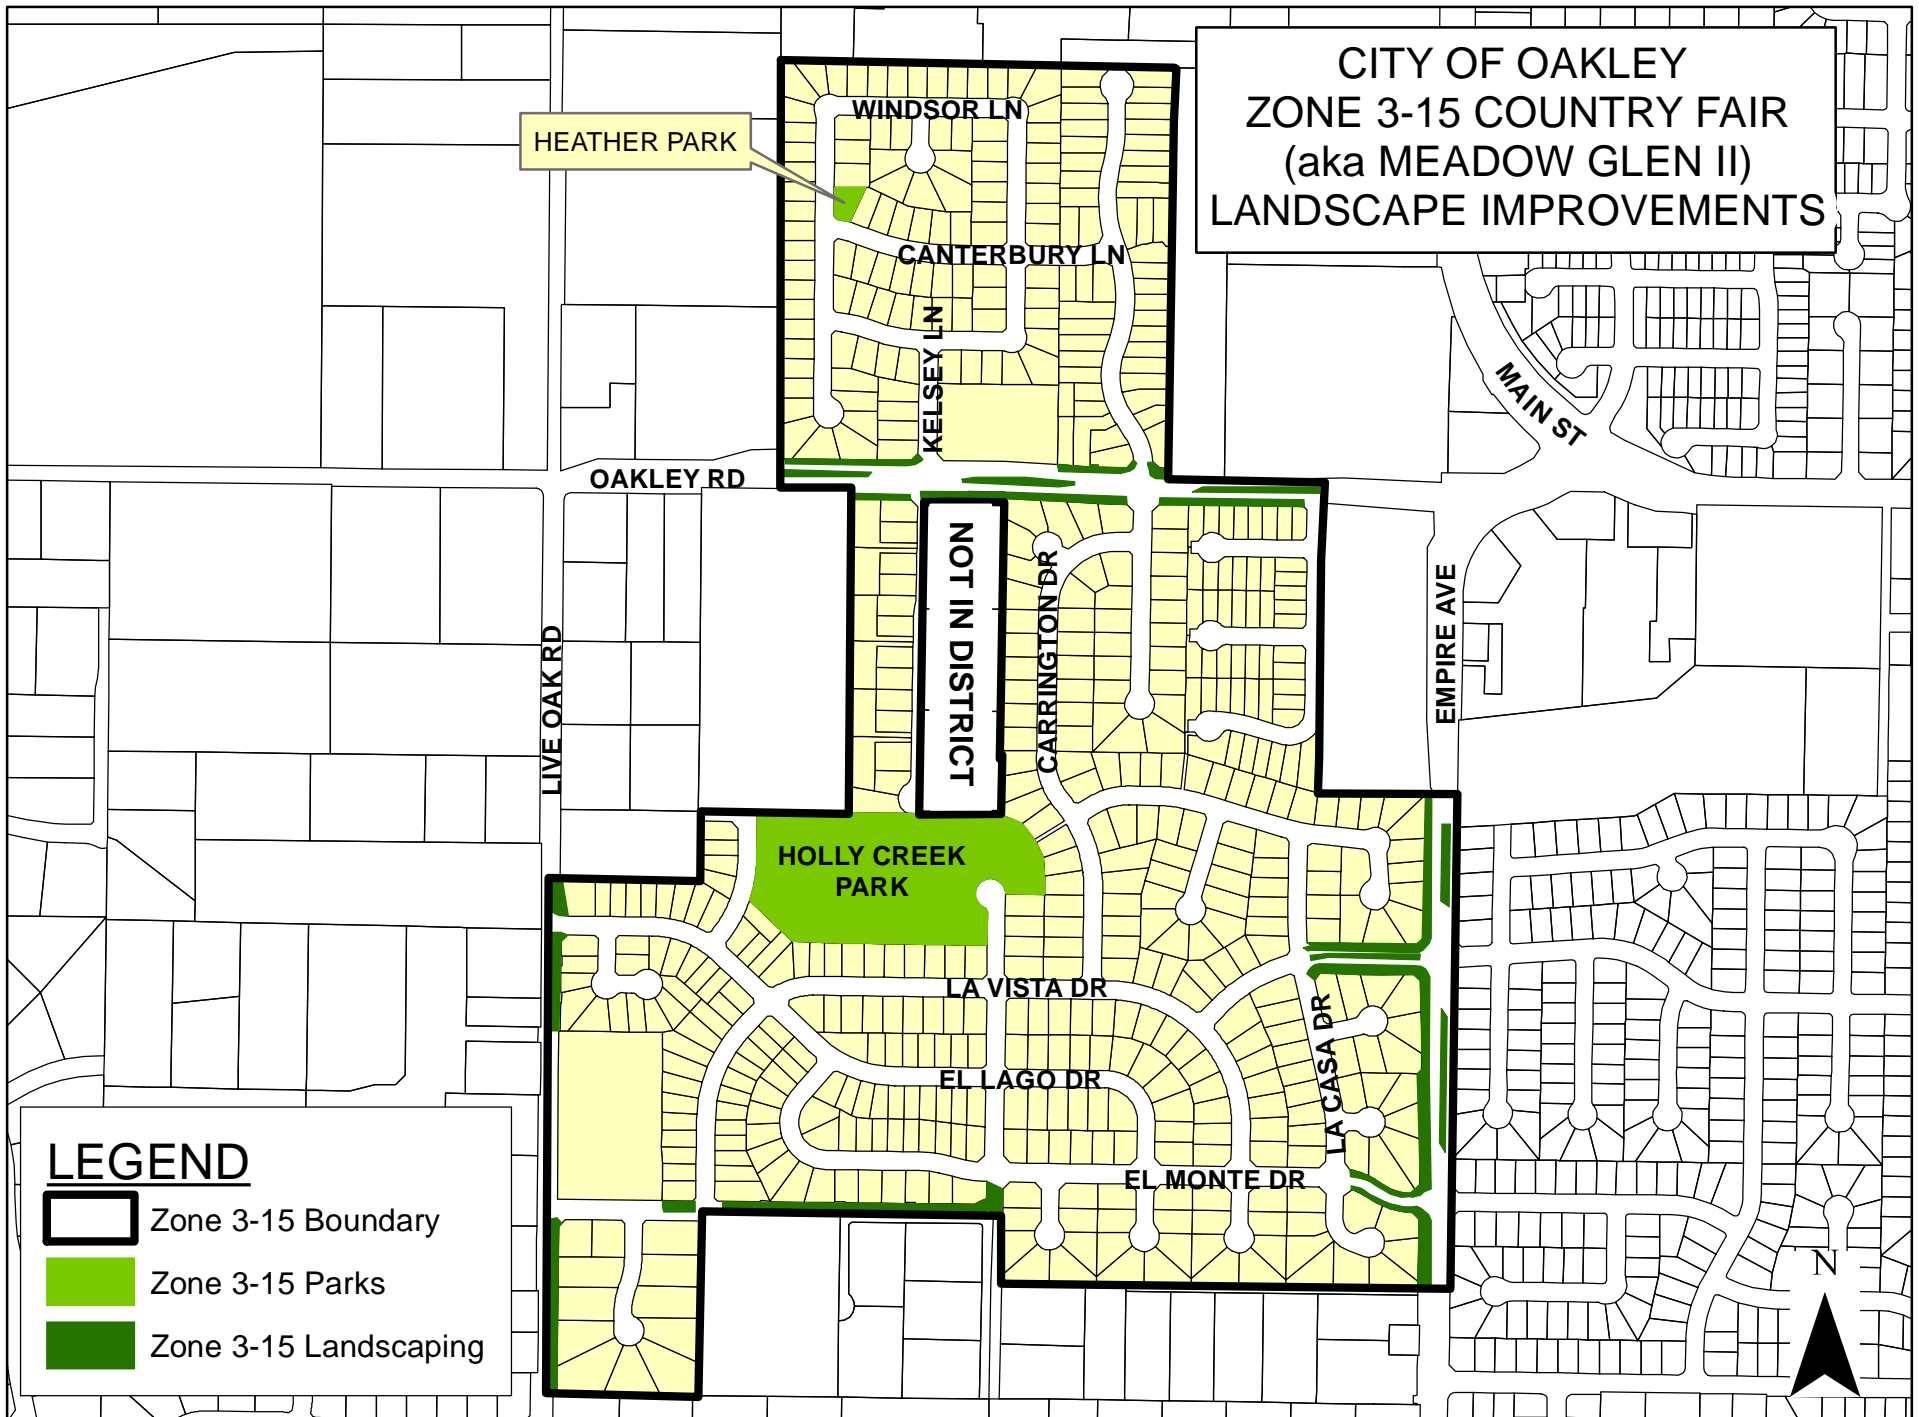 CITY OF OAKLEY
ZONE 3-15 COUNTRY FAIR
(aka MEADOW GLEN II)
LANDSCAPE IMPROVEMENTS
WINDSOR LN
HEATHER PARK
CANTERBURY LN
KELSEY LN
MAIN ST
OAKLEY RD
NOT IN DISTRICT
CARRINGTON DR
EMPIRE AVE
LIVE OAK RD
HOLLY CREEK
PARK
LA VISTA DR
LA CASA DR
EL LAGO DR
EL MONTE DR
LEGEND
Zone 3-15 Boundary
Zone 3-15 Parks
Zone 3-15 Landscaping
N